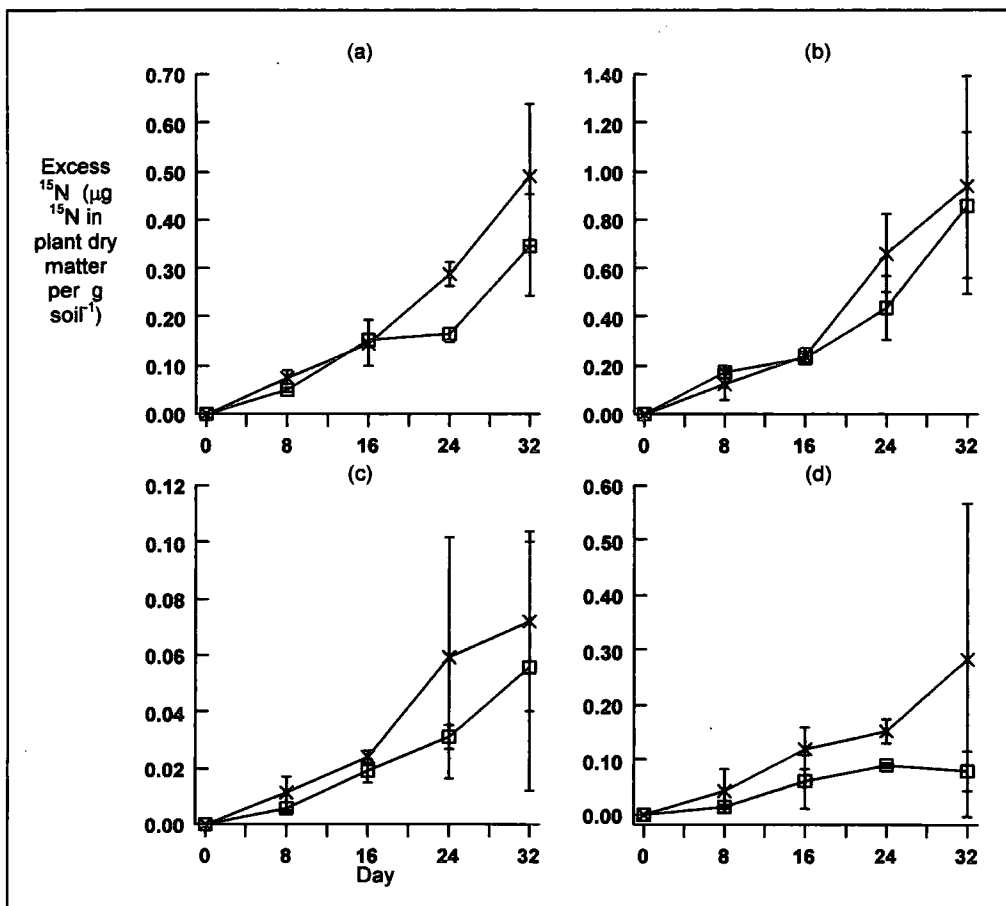 (a)
0.70
0.60
0.50
0.40
0.30
0.20
0.10
0.00
0 8 16 24 32
(b)
1.40
1.20
1.00
0.80
0.60
0.40
0.20
0.00
0 8 16 24 32
Excess
¹⁵N (µg
¹⁵N in
plant dry
matter
per g
soil⁻¹)
(c)
0.12
0.10
0.08
0.06
0.04
0.02
0.00
0 8 16 24 32
Day
(d)
0.60
0.50
0.40
0.30
0.20
0.10
0.00
0 8 16 24 32